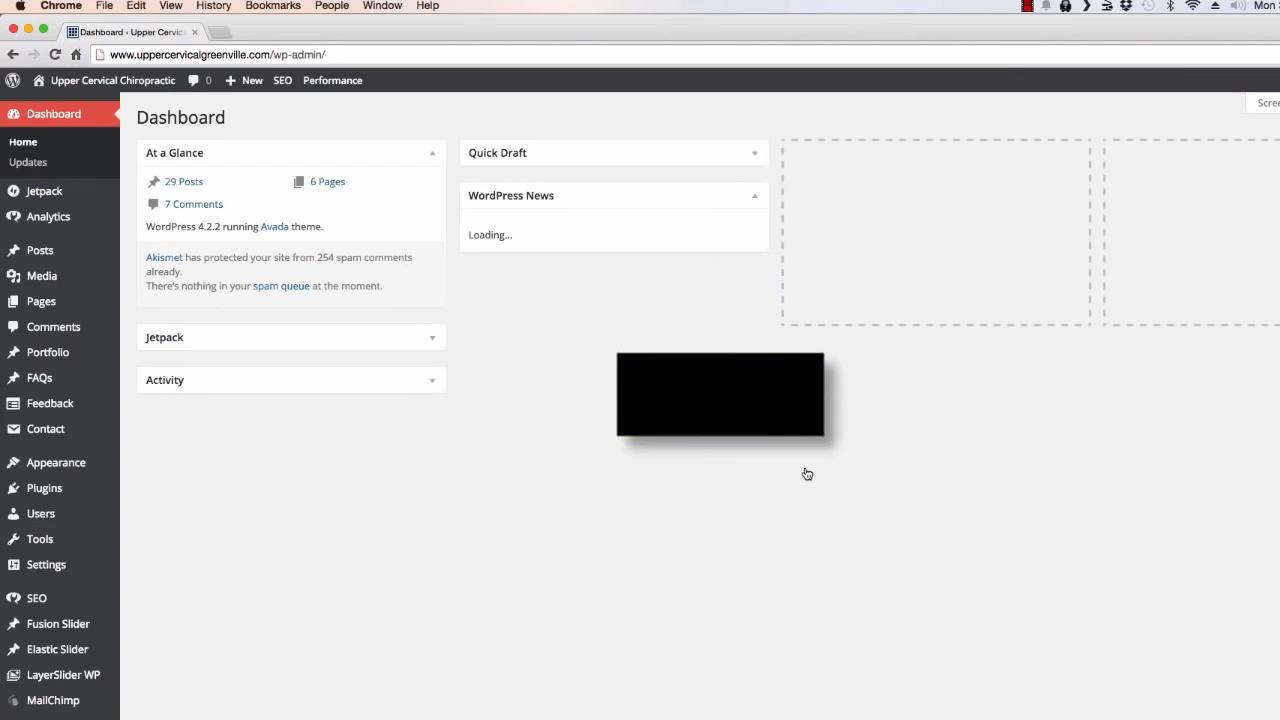 Chrome File Edit View History Bookmarks People Window Help Mon
Dashboard ‹ Upper Cervic
www.uppercervicalgreenville.com/wp-admin/
Upper Cervical Chiropractic 0 New SEO Performance
Dashboard
Home
Updates
Jetpack
Analytics
Posts
Media
Pages
Comments
Portfolio
FAQs
Feedback
Contact
Appearance
Plugins
Users
Tools
Settings
SEO
Fusion Slider
Elastic Slider
LayerSlider WP
MailChimp
Scree
Dashboard
At a Glance
29 Posts 6 Pages
7 Comments
WordPress 4.2.2 running Avada theme.
Akismet has protected your site from 254 spam comments
already.
There's nothing in your spam queue at the moment.
Jetpack
Activity
Quick Draft
WordPress News
Loading...